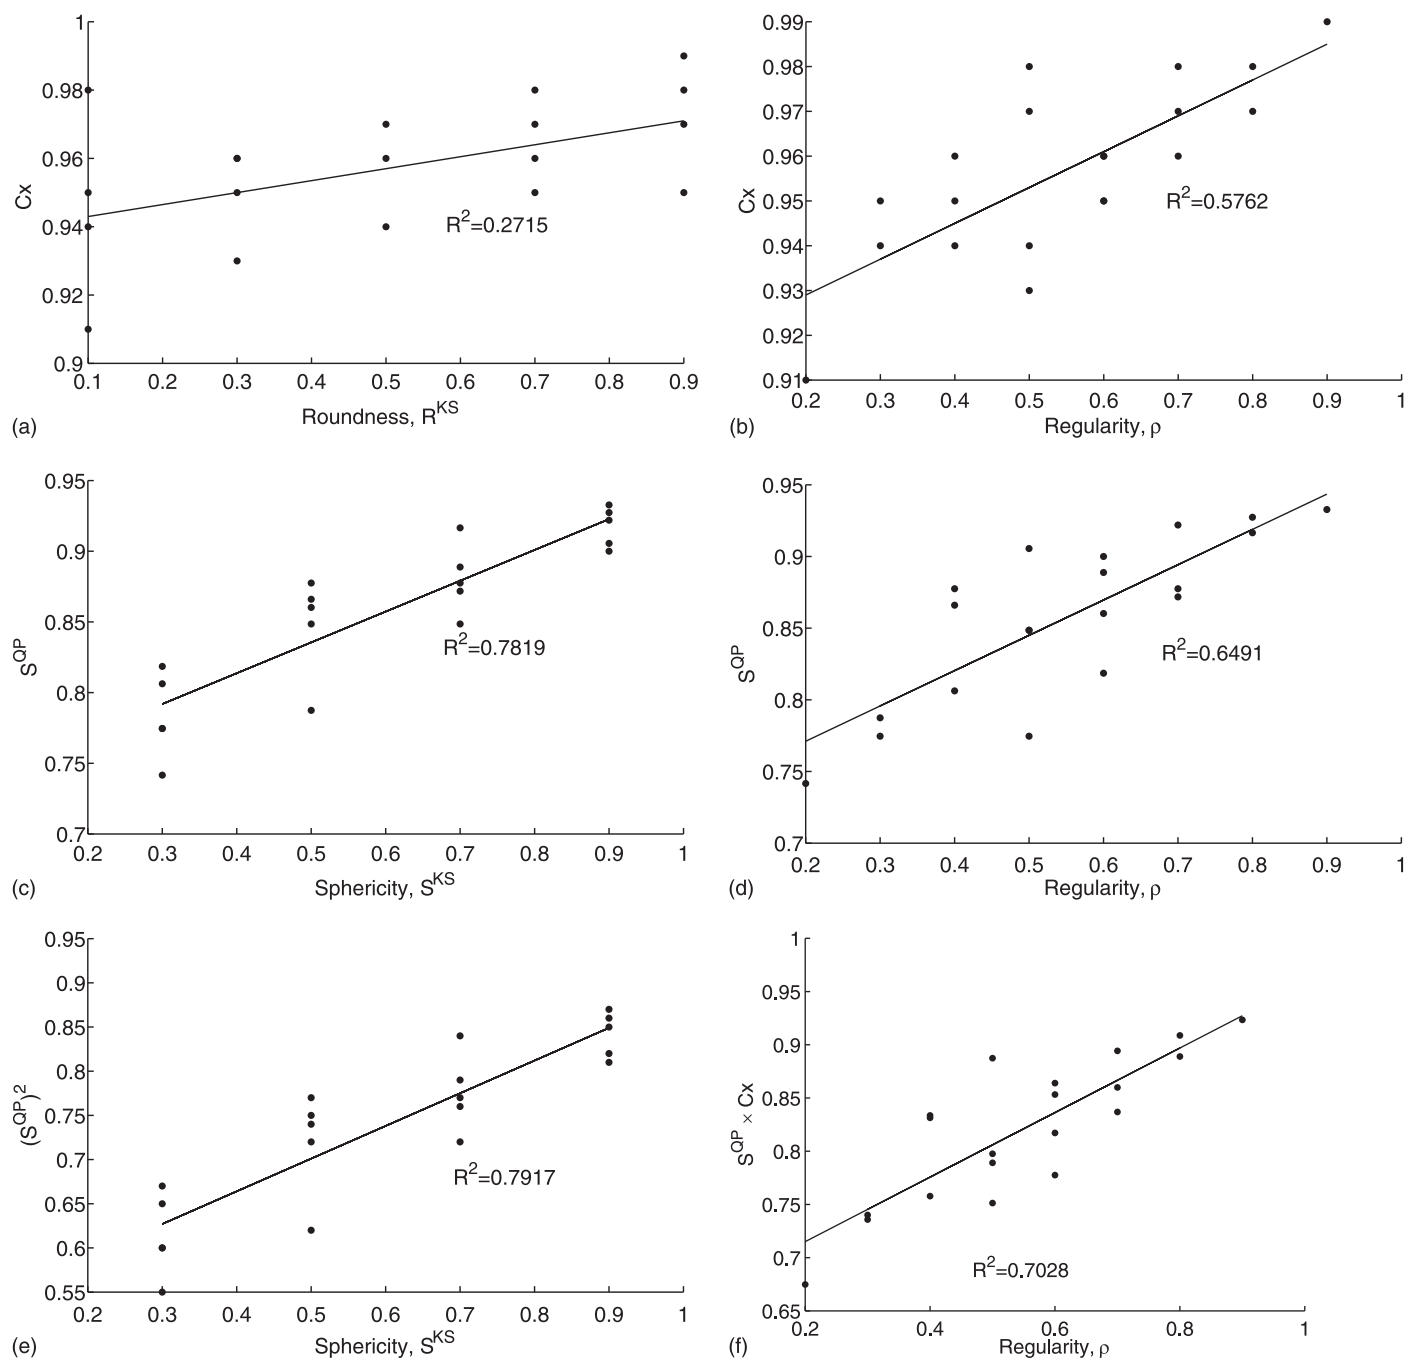 1
0.98
0.96
0.94
0.92
0.9
Cx
R²=0.2715
0.1 0.2 0.3 0.4 0.5 0.6 0.7 0.8 0.9
Roundness, R^KS
(a)
0.99
0.98
0.97
0.96
0.95
0.94
0.93
0.92
0.91
Cx
R²=0.5762
0.2 0.3 0.4 0.5 0.6 0.7 0.8 0.9 1
Regularity, ρ
(b)
0.95
0.9
0.85
0.8
0.75
0.7
S^QP
R²=0.7819
0.2 0.3 0.4 0.5 0.6 0.7 0.8 0.9 1
Sphericity, S^KS
(c)
0.95
0.9
0.85
0.8
0.75
0.7
S^QP
R²=0.6491
0.2 0.3 0.4 0.5 0.6 0.7 0.8 0.9 1
Regularity, ρ
(d)
0.95
0.9
0.85
0.8
0.75
0.7
0.65
0.6
0.55
(S^QP)²
R²=0.7917
0.2 0.3 0.4 0.5 0.6 0.7 0.8 0.9 1
Sphericity, S^KS
(e)
1
0.95
0.9
0.85
0.8
0.75
0.7
0.65
S^QP × Cx
R²=0.7028
0.2 0.4 0.6 0.8 1
Regularity, ρ
(f)